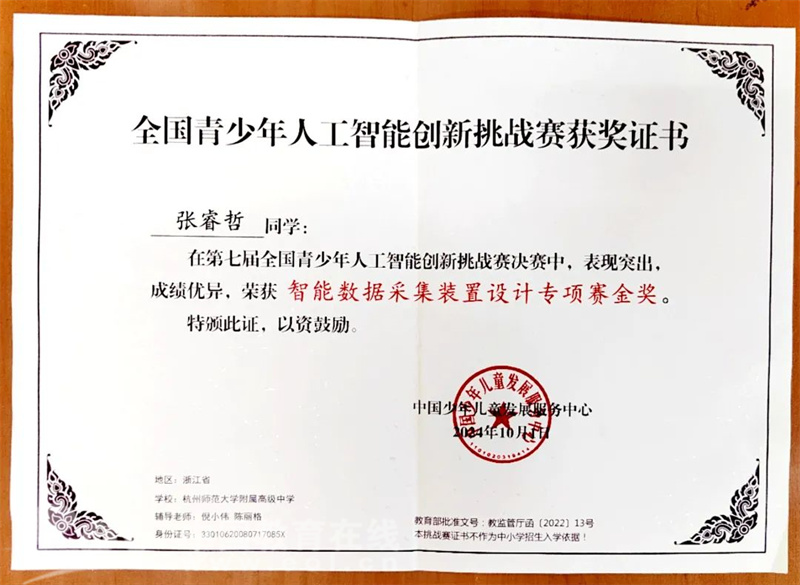 全国青少年人工智能创新挑战赛获奖证书
张睿哲 同学:
在第七届全国青少年人工智能创新挑战赛决赛中，表现突出，
成绩优异，荣获 智能数据采集装置设计专项赛金奖。
特颁此证，以资鼓励。
中国少年儿童发展服务中心
2024年10月1日
地区: 浙江省
学校: 杭州师范大学附属高级中学
辅导老师: 倪小伟 陈丽格
身份证号: 33010620080717085X
教育部批准文号：教监管厅函〔2022〕13号
本挑战赛证书不作为中小学招生入学依据！